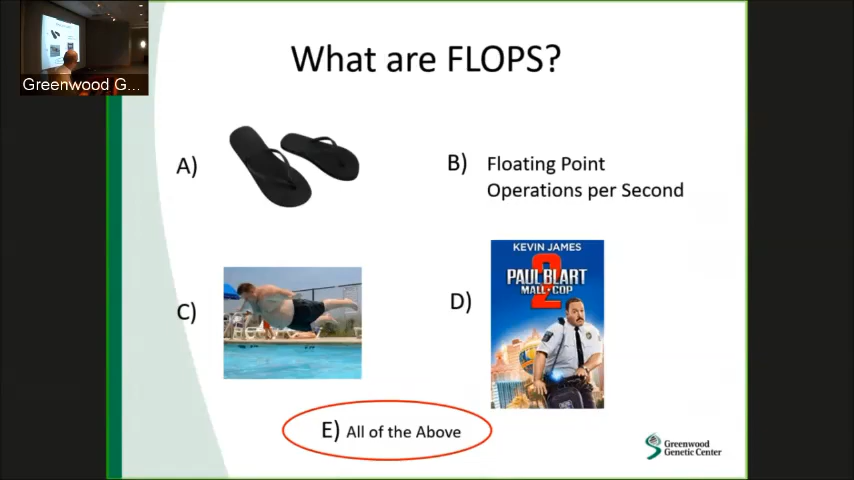 Greenwood G...
What are FLOPS?
A)
B) Floating Point
Operations per Second
C)
D)
KEVIN JAMES
2
PAUL BLART
MALL COP
E) All of the Above
Greenwood
Genetic Center